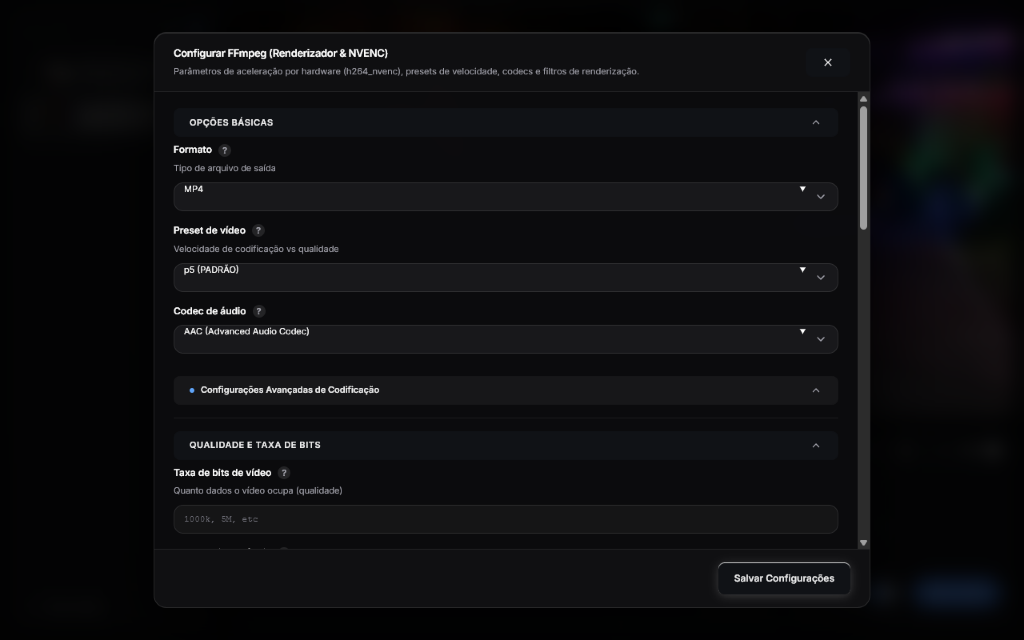 Configurar FFmpeg (Renderizador & NVENC)
Parâmetros de aceleração por hardware (h264_nvenc), presets de velocidade, codecs e filtros de renderização.
OPÇÕES BÁSICAS
Formato ?
Tipo de arquivo de saída
MP4
Preset de vídeo ?
Velocidade de codificação vs qualidade
p5 (PADRÃO)
Codec de áudio ?
AAC (Advanced Audio Codec)
Configurações Avançadas de Codificação
QUALIDADE E TAXA DE BITS
Taxa de bits de vídeo ?
Quanto dados o vídeo ocupa (qualidade)
1000k, 5M, etc
Salvar Configurações